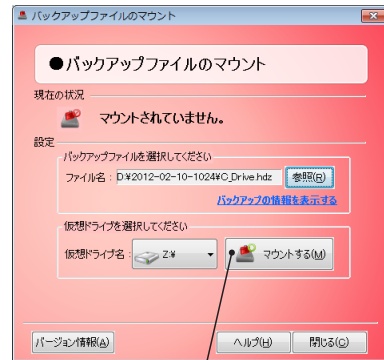 バックアップファイルのマウント
●バックアップファイルのマウント
現在の状況
マウントされていません。
設定
バックアップファイルを選択してください
ファイル名： D:¥2012-02-10-1024¥C_Drive.hdz 参照(R)
バックアップの情報を表示する
仮想ドライブを選択してください
仮想ドライブ名： Z:¥ マウントする(M)
バージョン情報(A) ヘルプ(H) 閉じる(C)